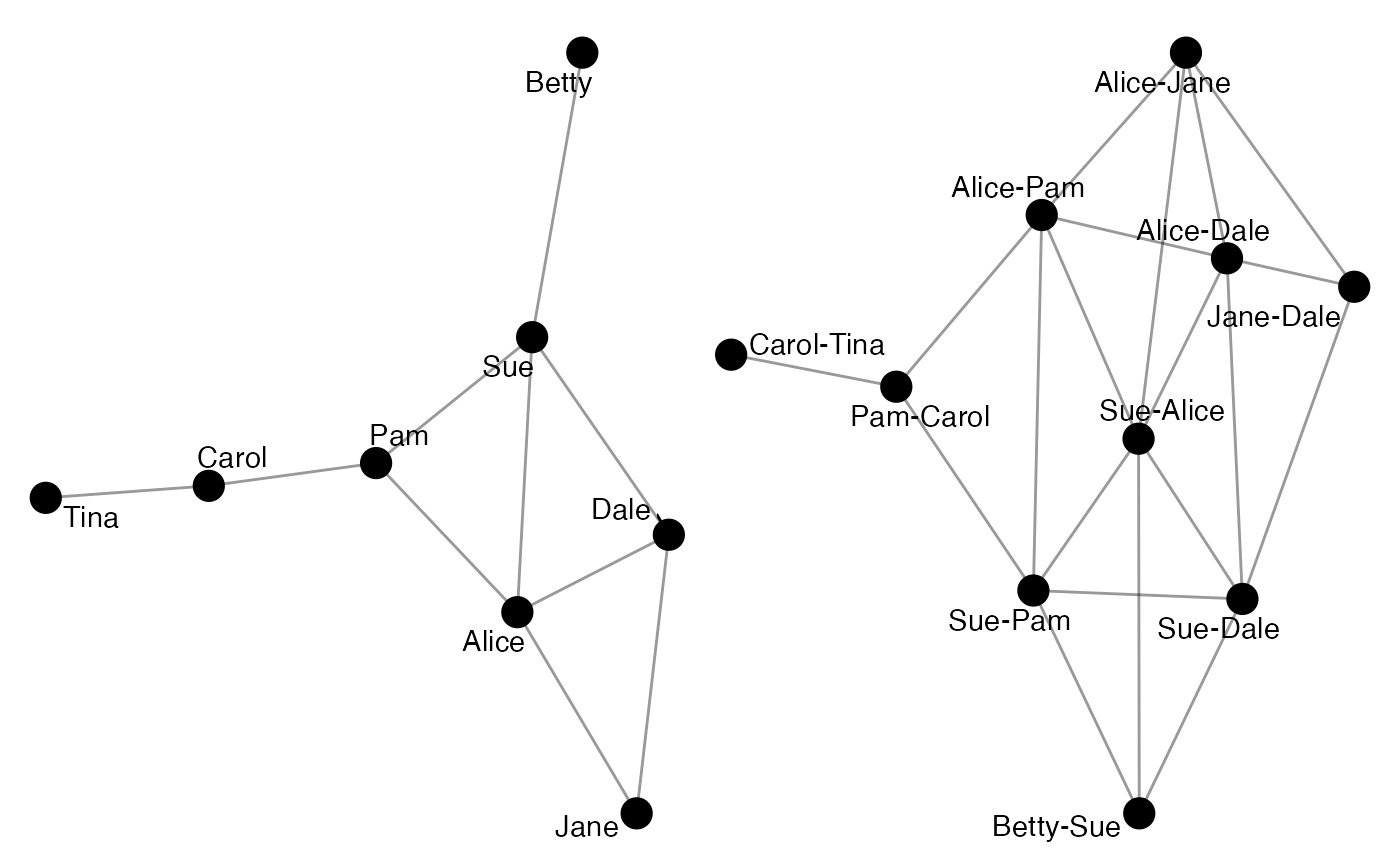 Betty
Sue
Pam
Carol
Tina
Dale
Alice
Jane
Alice-Jane
Alice-Pam
Alice-Dale
Jane-Dale
Carol-Tina
Pam-Carol
Sue-Alice
Sue-Pam
Sue-Dale
Betty-Sue